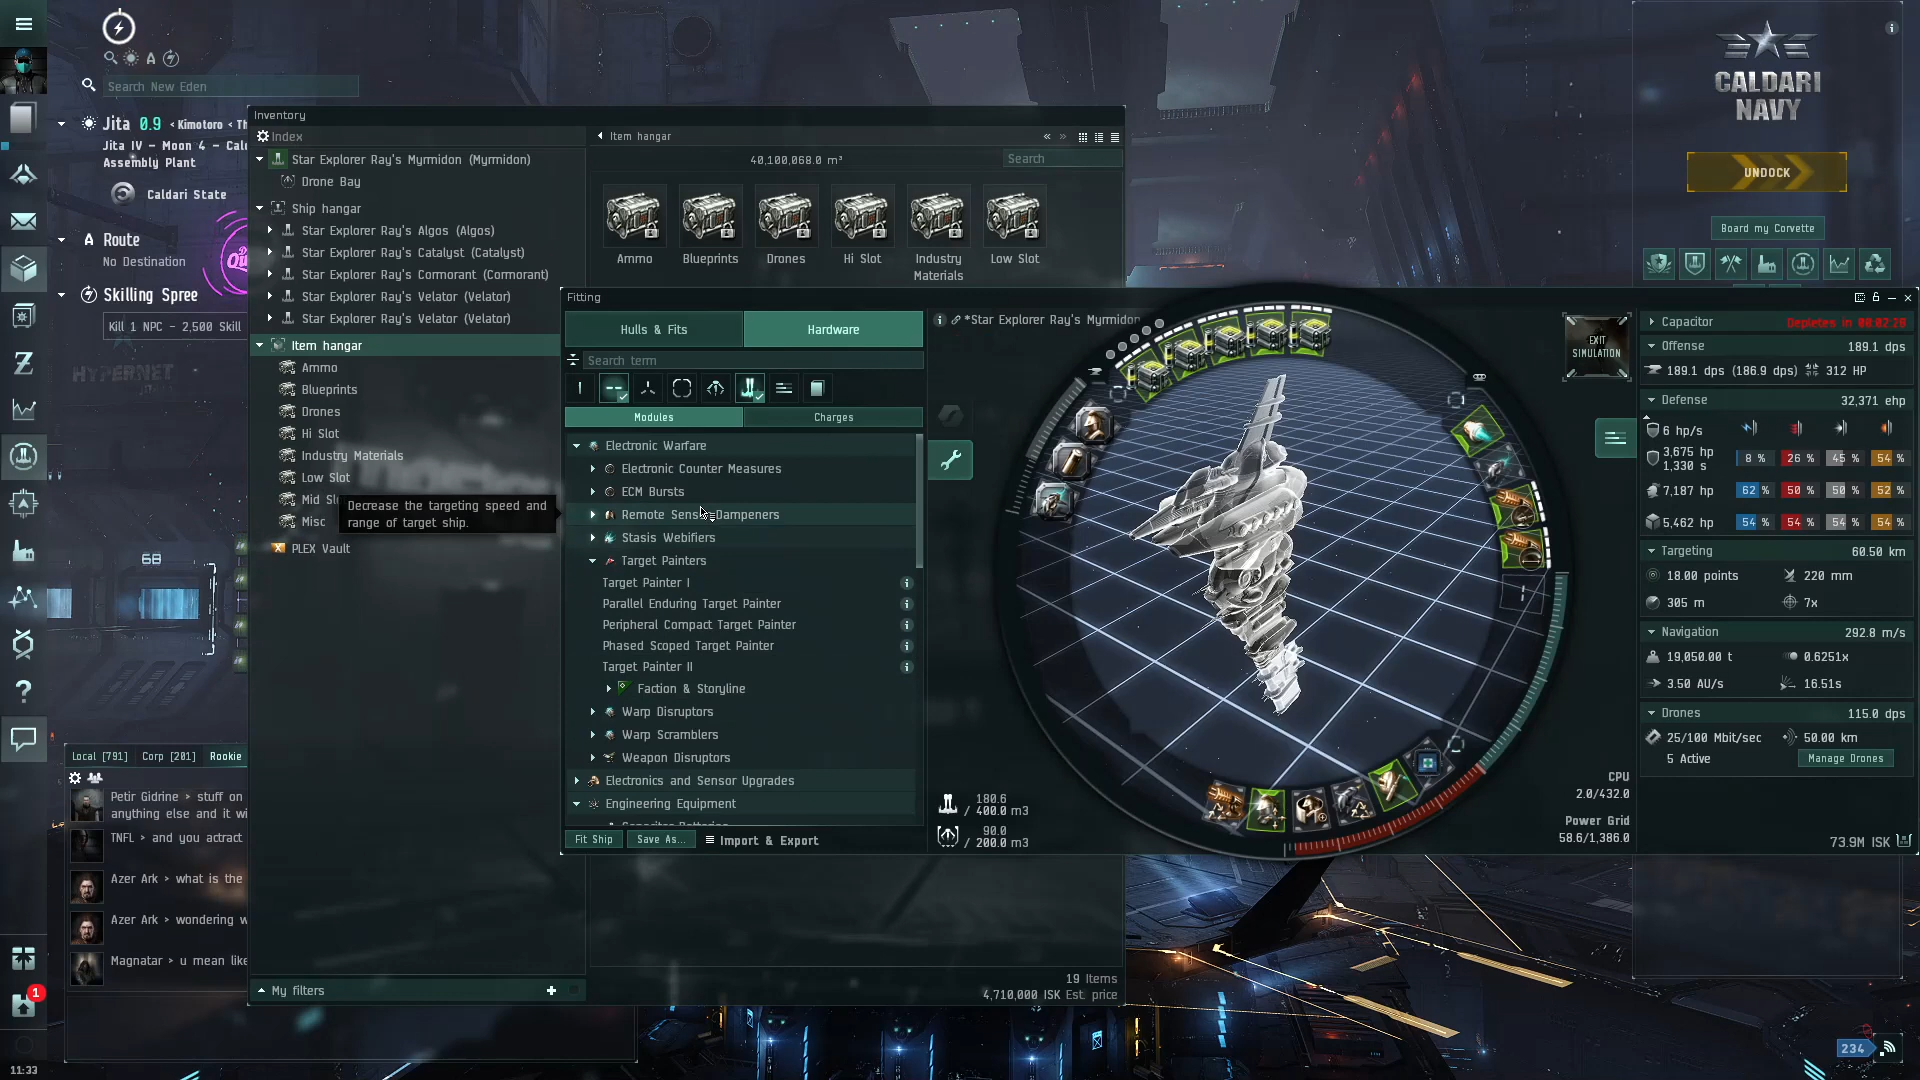 Search New Eden
Jita 0.9 < Kimotoro < Th
Jita IV - Moon 4 - Cal
Assembly Plant
Caldari State
Route
No Destination
Skilling Spree
Kill 1 NPC - 2,500 Skill
HYPERNET
68
Local [791] Corp [201] Rookie
Petir Gidrine > stuff on
anything else and it wi
TNFL > and you actract
Azer Ark > what is the
Azer Ark > wondering w
Magnatar > u mean like
1
11:33
Inventory
Index
Star Explorer Ray's Myrmidon (Myrmidon)
Drone Bay
Ship hangar
Star Explorer Ray's Algos (Algos)
Star Explorer Ray's Catalyst (Catalyst)
Star Explorer Ray's Cormorant (Cormorant)
Star Explorer Ray's Velator (Velator)
Star Explorer Ray's Velator (Velator)
Item hangar
Ammo
Blueprints
Drones
Hi Slot
Industry Materials
Low Slot
Mid Sl
Misc
PLEX Vault
Decrease the targeting speed and
range of target ship.
My filters
Item hangar
40,100,068.0 m³
Search
Ammo
Blueprints
Drones
Hi Slot
Industry
Materials
Low Slot
19 Items
4,710,000 ISK Est. price
Fitting
Hulls & Fits
Hardware
Search term
Modules
Charges
Electronic Warfare
Electronic Counter Measures
ECM Bursts
Remote Sensor Dampeners
Stasis Webifiers
Target Painters
Target Painter I
Parallel Enduring Target Painter
Peripheral Compact Target Painter
Phased Scoped Target Painter
Target Painter II
Faction & Storyline
Warp Disruptors
Warp Scramblers
Weapon Disruptors
Electronics and Sensor Upgrades
Engineering Equipment
Fit Ship
Save As...
Import & Export
*Star Explorer Ray's Myrmidon
EXIT
SIMULATION
180.6
/ 400.0 m3
90.0
/ 200.0 m3
CPU
2.0/432.0
Power Grid
58.6/1,386.0
Capacitor Depletes in 00:02:28
Offense 189.1 dps
189.1 dps (186.9 dps) 312 HP
Defense 32,371 ehp
6 hp/s
3,675 hp
1,330 s
8 % 26 % 45 % 54 %
7,187 hp 62 % 50 % 50 % 52 %
5,462 hp 54 % 54 % 54 % 54 %
Targeting 60.50 km
18.00 points 220 mm
305 m 7x
Navigation 292.8 m/s
19,050.00 t 0.6251x
3.50 AU/s 16.51s
Drones 115.0 dps
25/100 Mbit/sec 50.00 km
5 Active Manage Drones
73.9M ISK
CALDARI
NAVY
UNDOCK
Board my Corvette
234